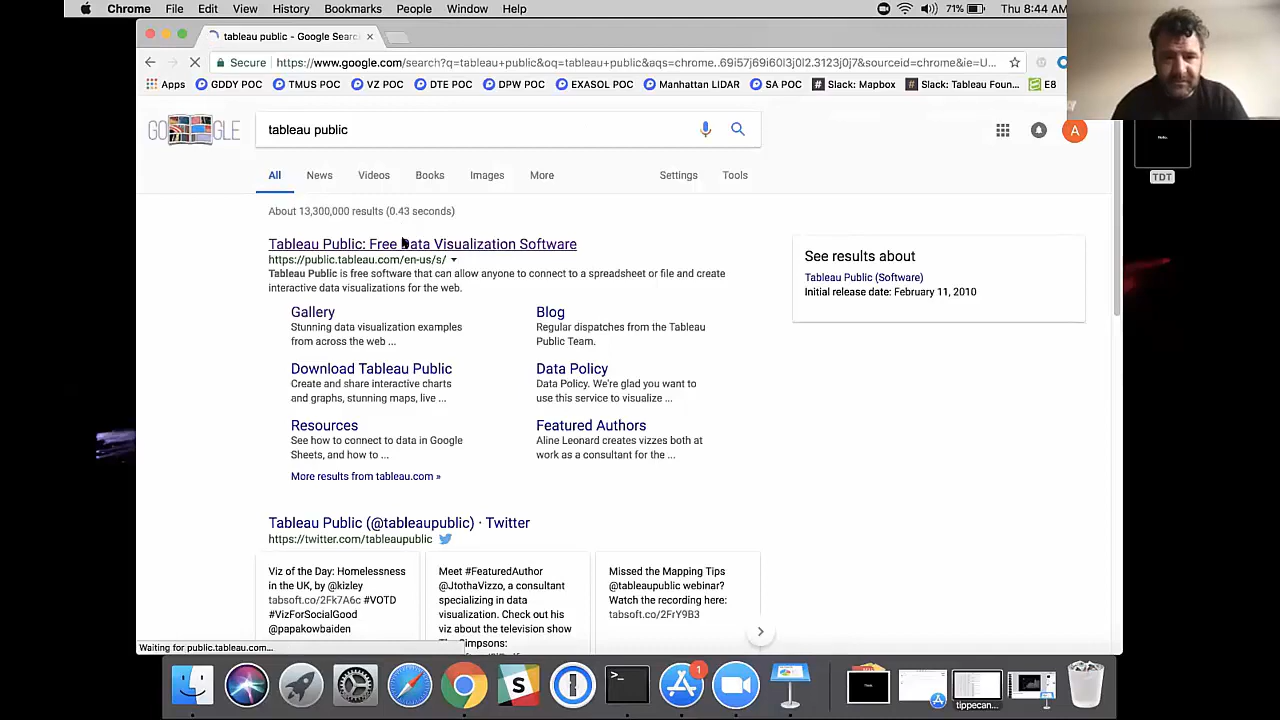 Chrome File Edit View History Bookmarks People Window Help 71% Thu 8:44 AM
tableau public - Google Searc
Secure https://www.google.com/search?q=tableau+public&oq=tableau+public&aqs=chrome..69i57j69i60l3j0l2.3123j0j7&sourceid=chrome&ie=U...
Apps GDDY POC TMUS POC VZ POC DTE POC DPW POC EXASOL POC Manhattan LIDAR SA POC Slack: Mapbox Slack: Tableau Foun... E8
GOOGLE
tableau public
A
TDT
All News Videos Books Images More Settings Tools
About 13,300,000 results (0.43 seconds)
Tableau Public: Free Data Visualization Software
https://public.tableau.com/en-us/s/
Tableau Public is free software that can allow anyone to connect to a spreadsheet or file and create
interactive data visualizations for the web.
Gallery
Stunning data visualization examples
from across the web ...
Blog
Regular dispatches from the Tableau
Public Team.
Download Tableau Public
Create and share interactive charts
and graphs, stunning maps, live ...
Data Policy
Data Policy. We're glad you want to
use this service to visualize ...
Resources
See how to connect to data in Google
Sheets, and how to ...
Featured Authors
Aline Leonard creates vizzes both at
work as a consultant for the ...
More results from tableau.com »
See results about
Tableau Public (Software)
Initial release date: February 11, 2010
Tableau Public (@tableaupublic) · Twitter
https://twitter.com/tableaupublic
Viz of the Day: Homelessness
in the UK, by @kizley
tabsoft.co/2Fk7A6c #VOTD
#VizForSocialGood
@papakowbaiden
Meet #FeaturedAuthor
@JtothaVizzo, a consultant
specializing in data
visualization. Check out his
viz about the television show
The Simpsons:
Missed the Mapping Tips
@tableaupublic webinar?
Watch the recording here:
tabsoft.co/2FrY9B3
Waiting for public.tableau.com...
1
tippecan...